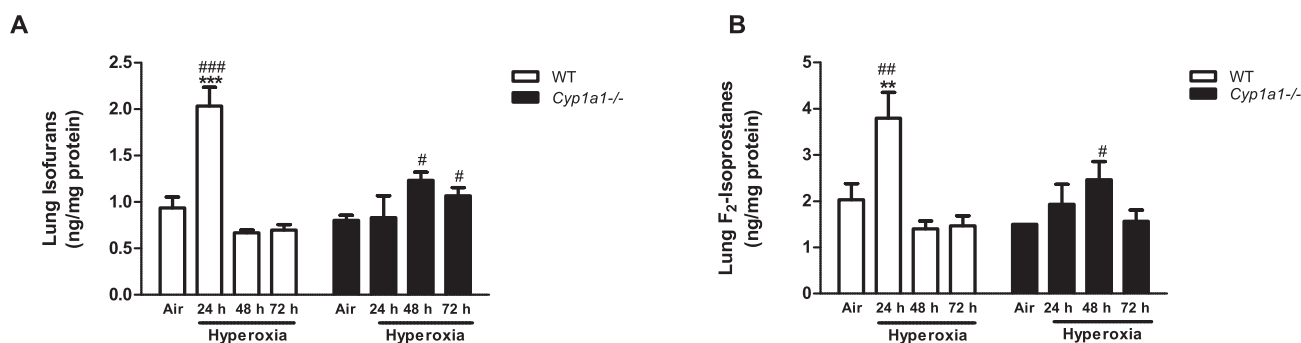 A
Lung Isofurans
(ng/mg protein)
2.5
2.0
1.5
1.0
0.5
0.0
###
***
#
#
WT
Cyp1a1-/-
Air 24 h 48 h 72 h Air 24 h 48 h 72 h
Hyperoxia Hyperoxia
B
Lung F2-Isoprostanes
(ng/mg protein)
5
4
3
2
1
0
##
**
#
WT
Cyp1a1-/-
Air 24 h 48 h 72 h Air 24 h 48 h 72 h
Hyperoxia Hyperoxia